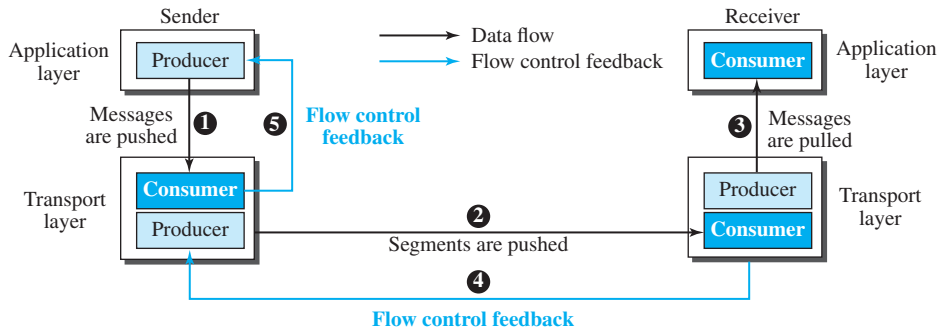 Sender
Receiver
Application
layer
Producer
Data flow
Flow control feedback
Consumer
Application
layer
Messages
are pushed
1
5
Flow control
feedback
3
Messages
are pulled
Transport
layer
Consumer
Producer
2
Segments are pushed
Producer
Consumer
Transport
layer
4
Flow control feedback